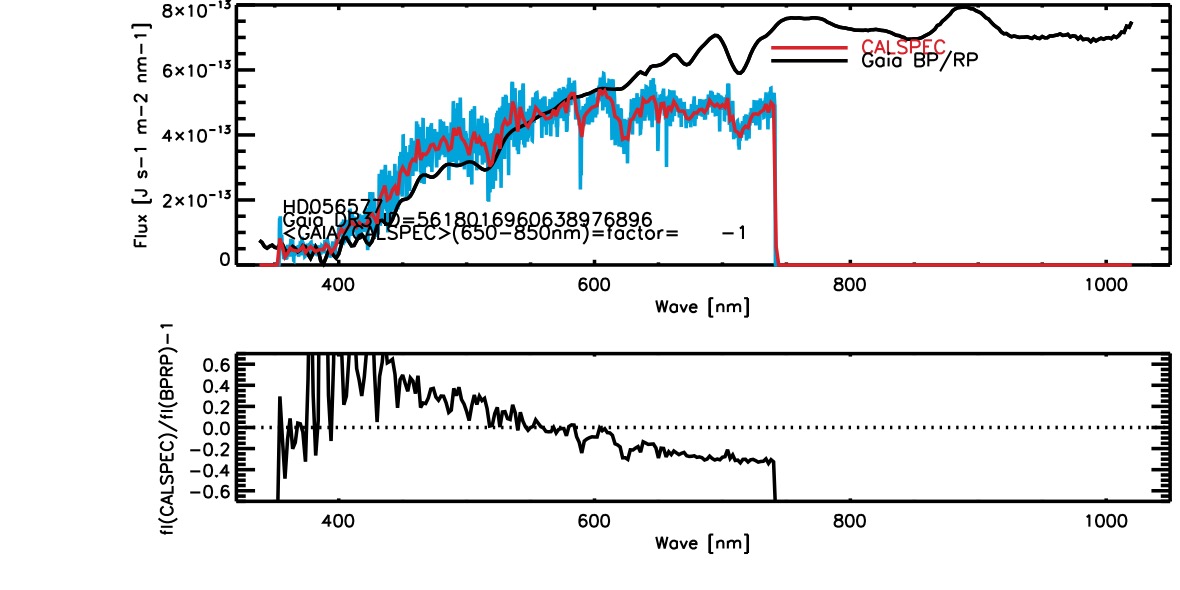 8×10−13
6×10−13
4×10−13
2×10−13
0
Flux [J s−1 m−2 nm−1]
CALSPEC
Gaia BP/RP
HD056577
Gaia DR3 ID=5618016960638976896
<GAIA/CALSPEC>(650−850nm)=factor= −1
400 600 800 1000
Wave [nm]
fl(CALSPEC)/fl(BPRP)−1
0.6
0.4
0.2
0.0
−0.2
−0.4
−0.6
400 600 800 1000
Wave [nm]